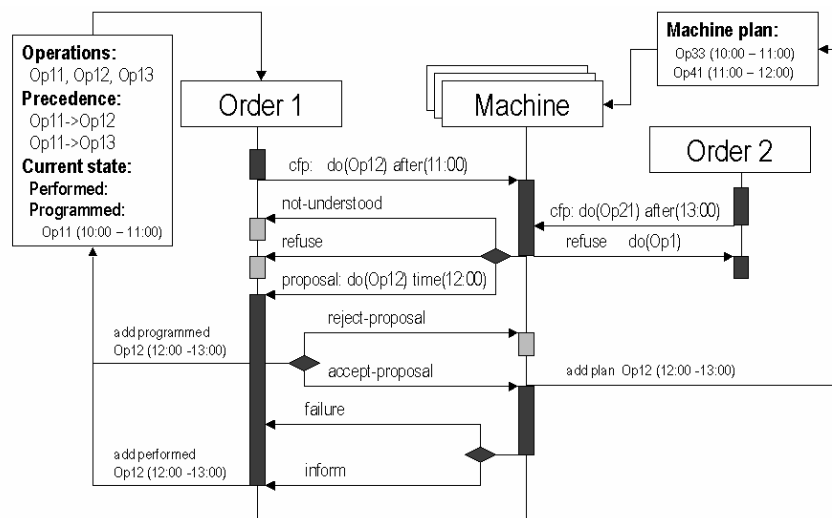 Operations:
Op11, Op12, Op13
Precedence:
Op11->Op12
Op11->Op13
Current state:
Performed:
Programmed:
Op11 (10:00 – 11:00)
Order 1
Machine
Machine plan:
Op33 (10:00 – 11:00)
Op41 (11:00 – 12:00)
Order 2
cfp: do(Op12) after(11:00)
not-understood
cfp: do(Op21) after(13:00)
refuse
refuse do(Op1)
proposal: do(Op12) time(12:00)
reject-proposal
add programmed
Op12 (12:00 -13:00)
accept-proposal
add plan Op12 (12:00 -13:00)
failure
add performed
Op12 (12:00 -13:00)
inform